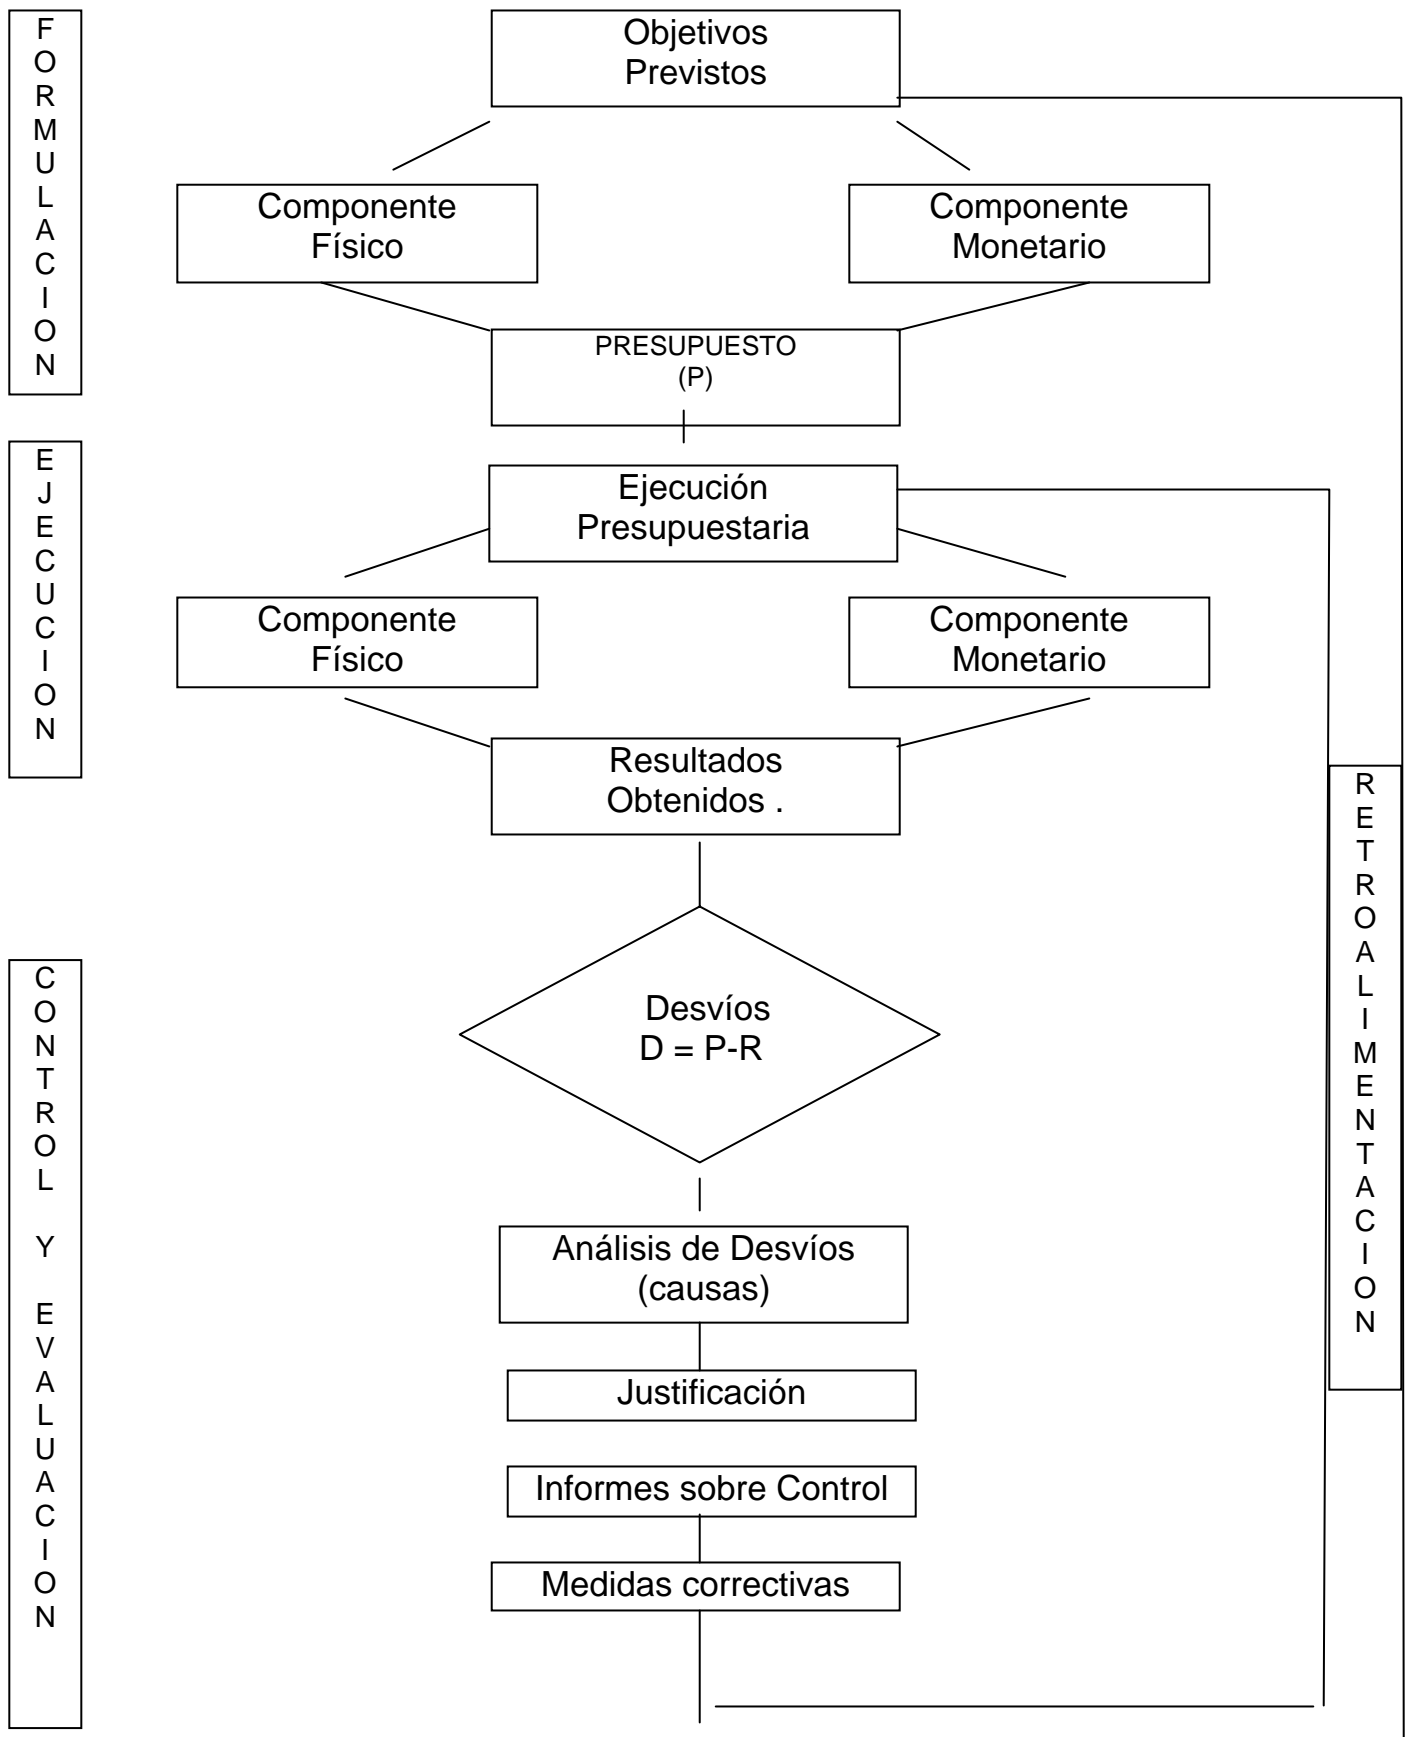 FORMULACION
Objetivos
Previstos
Componente
Físico
Componente
Monetario
PRESUPUESTO
(P)
EJECUCION
Ejecución
Presupuestaria
Componente
Físico
Componente
Monetario
Resultados
Obtenidos .
RETROALIMENTACION
CONTROL Y EVALUACION
Desvíos
D = P-R
Análisis de Desvíos
(causas)
Justificación
Informes sobre Control
Medidas correctivas